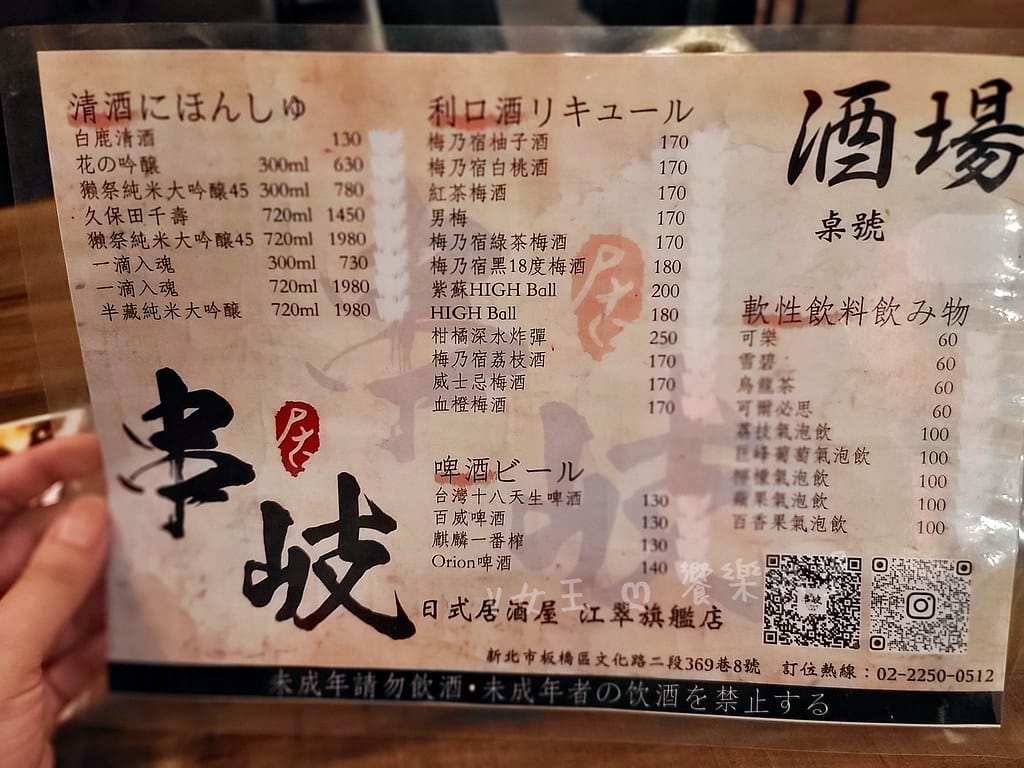 清酒にほんしゅ
白鹿清酒 130
花の吟醸 300ml 630
獺祭純米大吟醸45 300ml 780
久保田千壽 720ml 1450
獺祭純米大吟醸45 720ml 1980
一滴入魂 300ml 730
一滴入魂 720ml 1980
半藏純米大吟醸 720ml 1980
利口酒リキュール
梅乃宿柚子酒 170
梅乃宿白桃酒 170
紅茶梅酒 170
男梅 170
梅乃宿綠茶梅酒 170
梅乃宿黑18度梅酒 180
紫蘇HIGH Ball 200
HIGH Ball 180
柑橘深水炸彈 250
梅乃宿荔枝酒 170
威士忌梅酒 170
血橙梅酒 170
啤酒ビール
台灣十八天生啤酒 130
百威啤酒 130
麒麟一番榨 130
Orion啤酒 140
酒場
桌號
軟性飲料飲み物
可樂 60
雪碧 60
烏龍茶 60
可爾必思 60
荔枝氣泡飲 100
巨峰葡萄氣泡飲 100
檸檬氣泡飲 100
蘋果氣泡飲 100
百香果氣泡飲 100
串岐
居
女王 饗樂
日式居酒屋 江翠旗艦店
新北市板橋區文化路二段369巷8號 訂位熱線：02-2250-0512
未成年請勿飲酒・未成年者の飲酒を禁止する